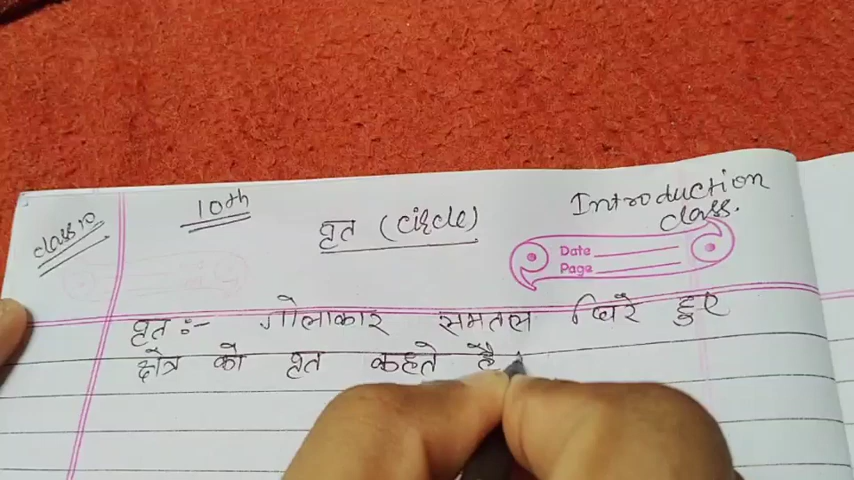 class 10
10th
वृत (circle)
Introduction
class.
Date
Page
वृत :- गोलाकार समतल घिरे हुए
क्षेत्र को वृत कहते है